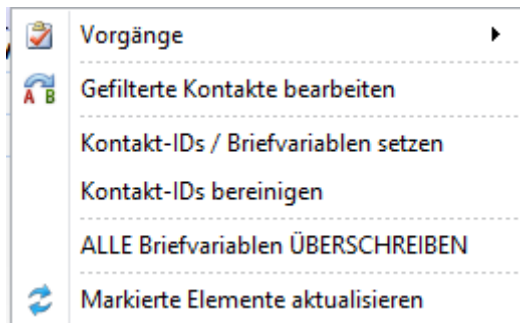 Vorgänge
A B
Gefilterte Kontakte bearbeiten
Kontakt-IDs / Briefvariablen setzen
Kontakt-IDs bereinigen
ALLE Briefvariablen ÜBERSCHREIBEN
Markierte Elemente aktualisieren